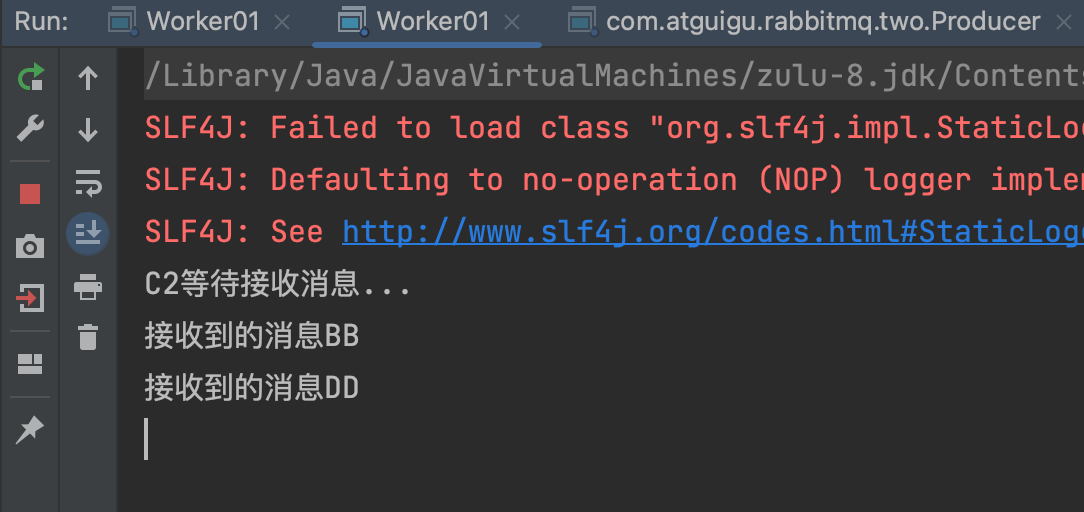 Run: Worker01 × Worker01 × com.atguigu.rabbitmq.two.Producer ×
/Library/Java/JavaVirtualMachines/zulu-8.jdk/Contents
SLF4J: Failed to load class "org.slf4j.impl.StaticLo
SLF4J: Defaulting to no-operation (NOP) logger imple
SLF4J: See http://www.slf4j.org/codes.html#StaticLog
C2等待接收消息...
接收到的消息BB
接收到的消息DD